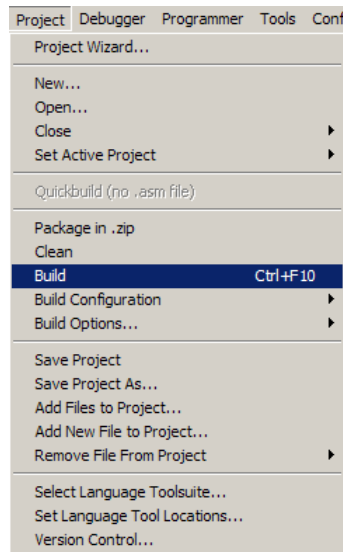 Project Debugger Programmer Tools Conf
Project Wizard...
New...
Open...
Close
Set Active Project
Quickbuild (no .asm file)
Package in .zip
Clean
Build Ctrl+F10
Build Configuration
Build Options...
Save Project
Save Project As...
Add Files to Project...
Add New File to Project...
Remove File From Project
Select Language Toolsuite...
Set Language Tool Locations...
Version Control...